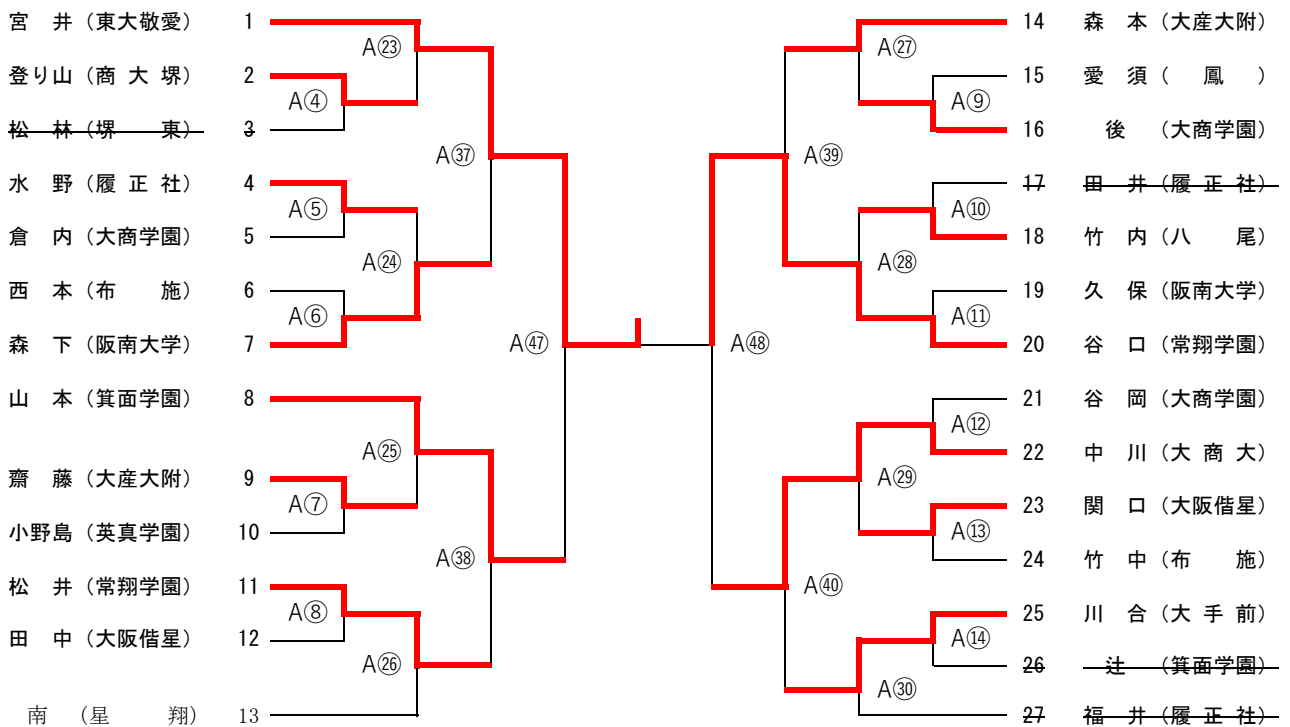 宮 井 (東大敬愛) 1
A㉓
登り山 (商 大 堺) 2
A④
松 林 (堺 東) 3
A㊲
水 野 (履 正 社) 4
A⑤
倉 内 (大商学園) 5
A㉔
西 本 (布 施) 6
A⑥
森 下 (阪南大学) 7
A㊼
山 本 (箕面学園) 8
A㉕
齋 藤 (大産大附) 9
A⑦
小野島 (英真学園) 10
A㊳
松 井 (常翔学園) 11
A⑧
田 中 (大阪偕星) 12
A㉖
南 (星 翔) 13
14 森 本 (大産大附)
A㉗
15 愛 須 ( 鳳 )
A⑨
16 後 (大商学園)
A㊴
17 田 井 (履 正 社)
A⑩
18 竹 内 (八 尾)
A㉘
19 久 保 (阪南大学)
A⑪
20 谷 口 (常翔学園)
A㊽
21 谷 岡 (大商学園)
A⑫
22 中 川 (大 商 大)
A㉙
23 関 口 (大阪偕星)
A⑬
24 竹 中 (布 施)
A㊵
25 川 合 (大 手 前)
A⑭
26 辻 (箕面学園)
A㉚
27 福 井 (履 正 社)